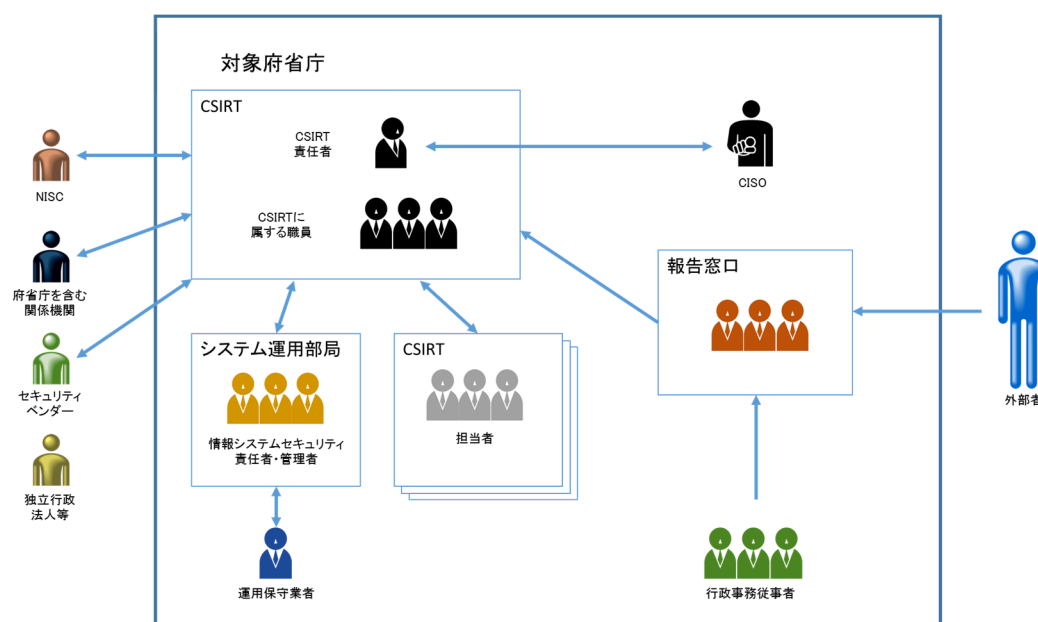 対象府省庁
CSIRT
CSIRT
責任者
CISO
NISC
CSIRTに
属する職員
報告窓口
府省庁を含む
関係機関
外部者
システム運用部局
CSIRT
セキュリティ
ベンダー
情報システムセキュリティ
責任者・管理者
担当者
独立行政
法人等
運用保守業者
行政事務従事者